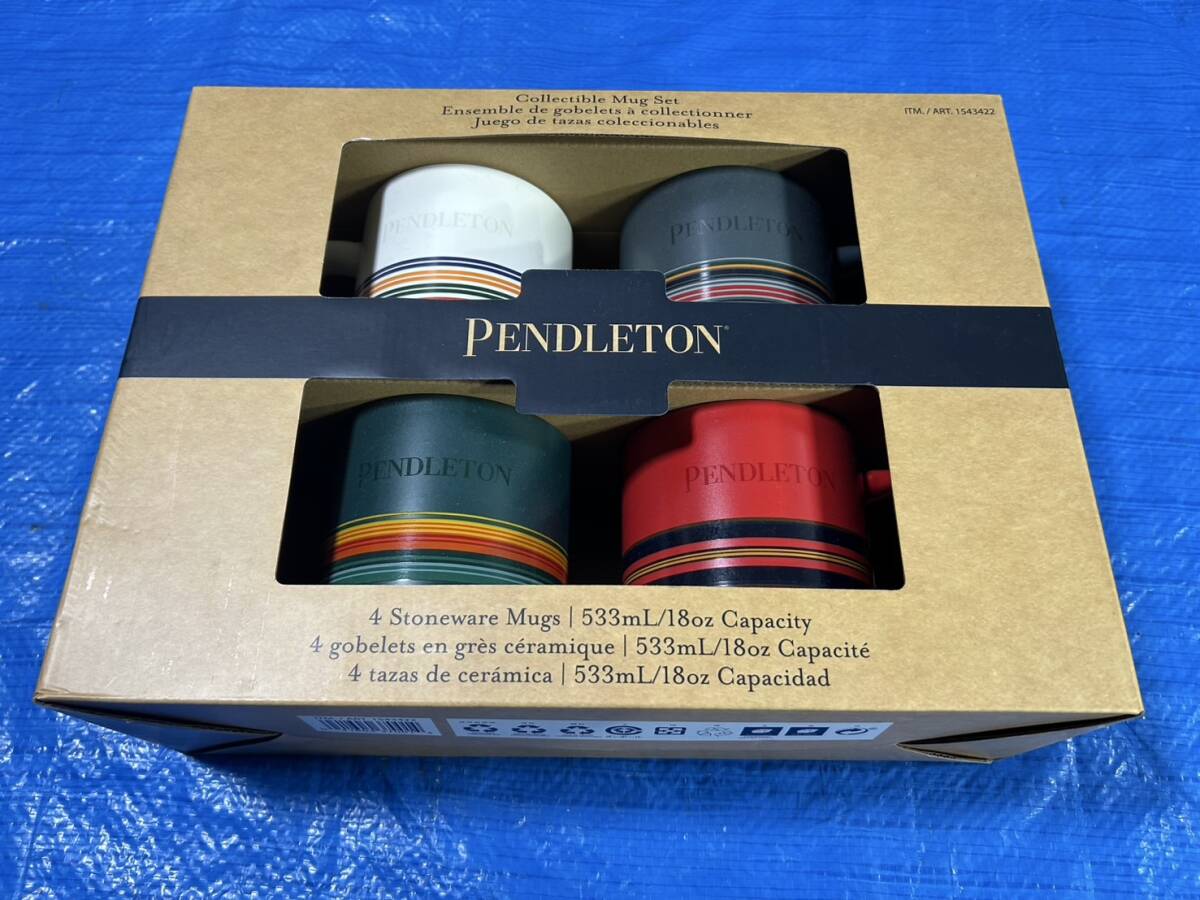 Collectible Mug Set
Ensemble de gobelets à collectionner
Juego de tazas coleccionables
ITM. / ART. 1543422
PENDLETON
PENDLETON
PENDLETON
PENDLETON
PENDLETON
4 Stoneware Mugs | 533mL/18oz Capacity
4 gobelets en grès céramique | 533mL/18oz Capacité
4 tazas de cerámica | 533mL/18oz Capacidad